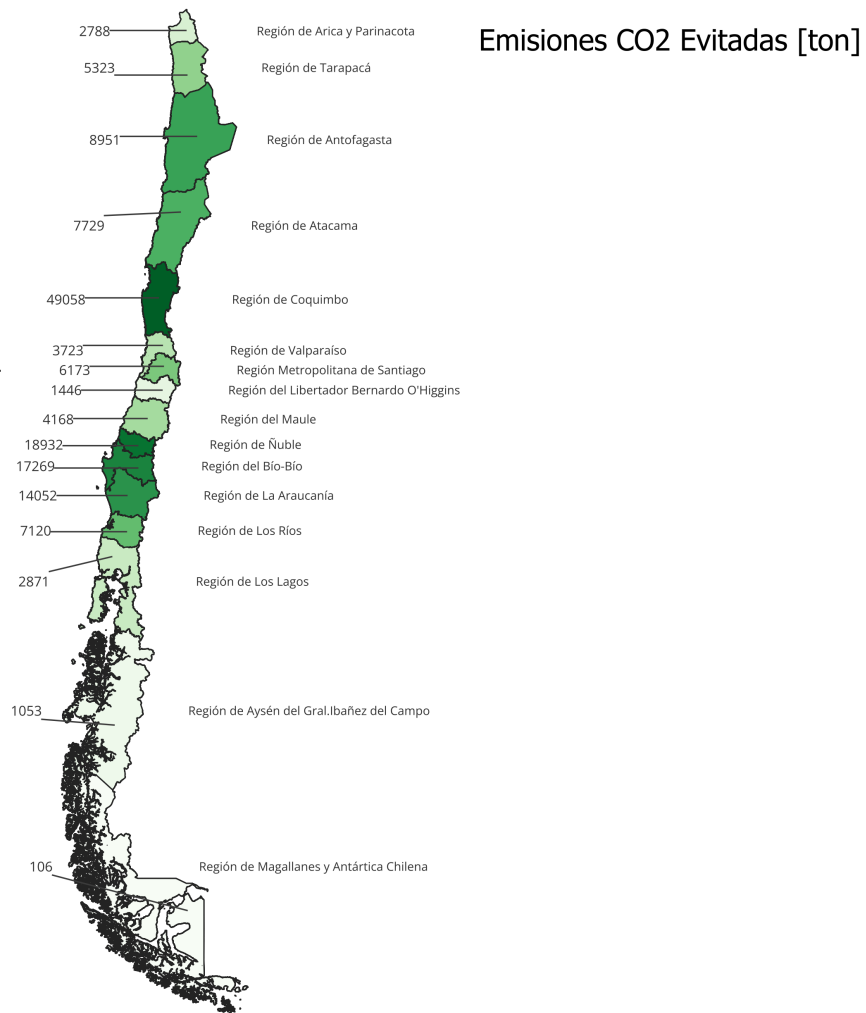 Emisiones CO2 Evitadas [ton]
2788 Región de Arica y Parinacota
5323 Región de Tarapacá
8951 Región de Antofagasta
7729 Región de Atacama
49058 Región de Coquimbo
3723 Región de Valparaíso
6173 Región Metropolitana de Santiago
1446 Región del Libertador Bernardo O'Higgins
4168 Región del Maule
18932 Región de Ñuble
17269 Región del Bío-Bío
14052 Región de La Araucanía
7120 Región de Los Ríos
2871 Región de Los Lagos
1053 Región de Aysén del Gral.Ibañez del Campo
106 Región de Magallanes y Antártica Chilena